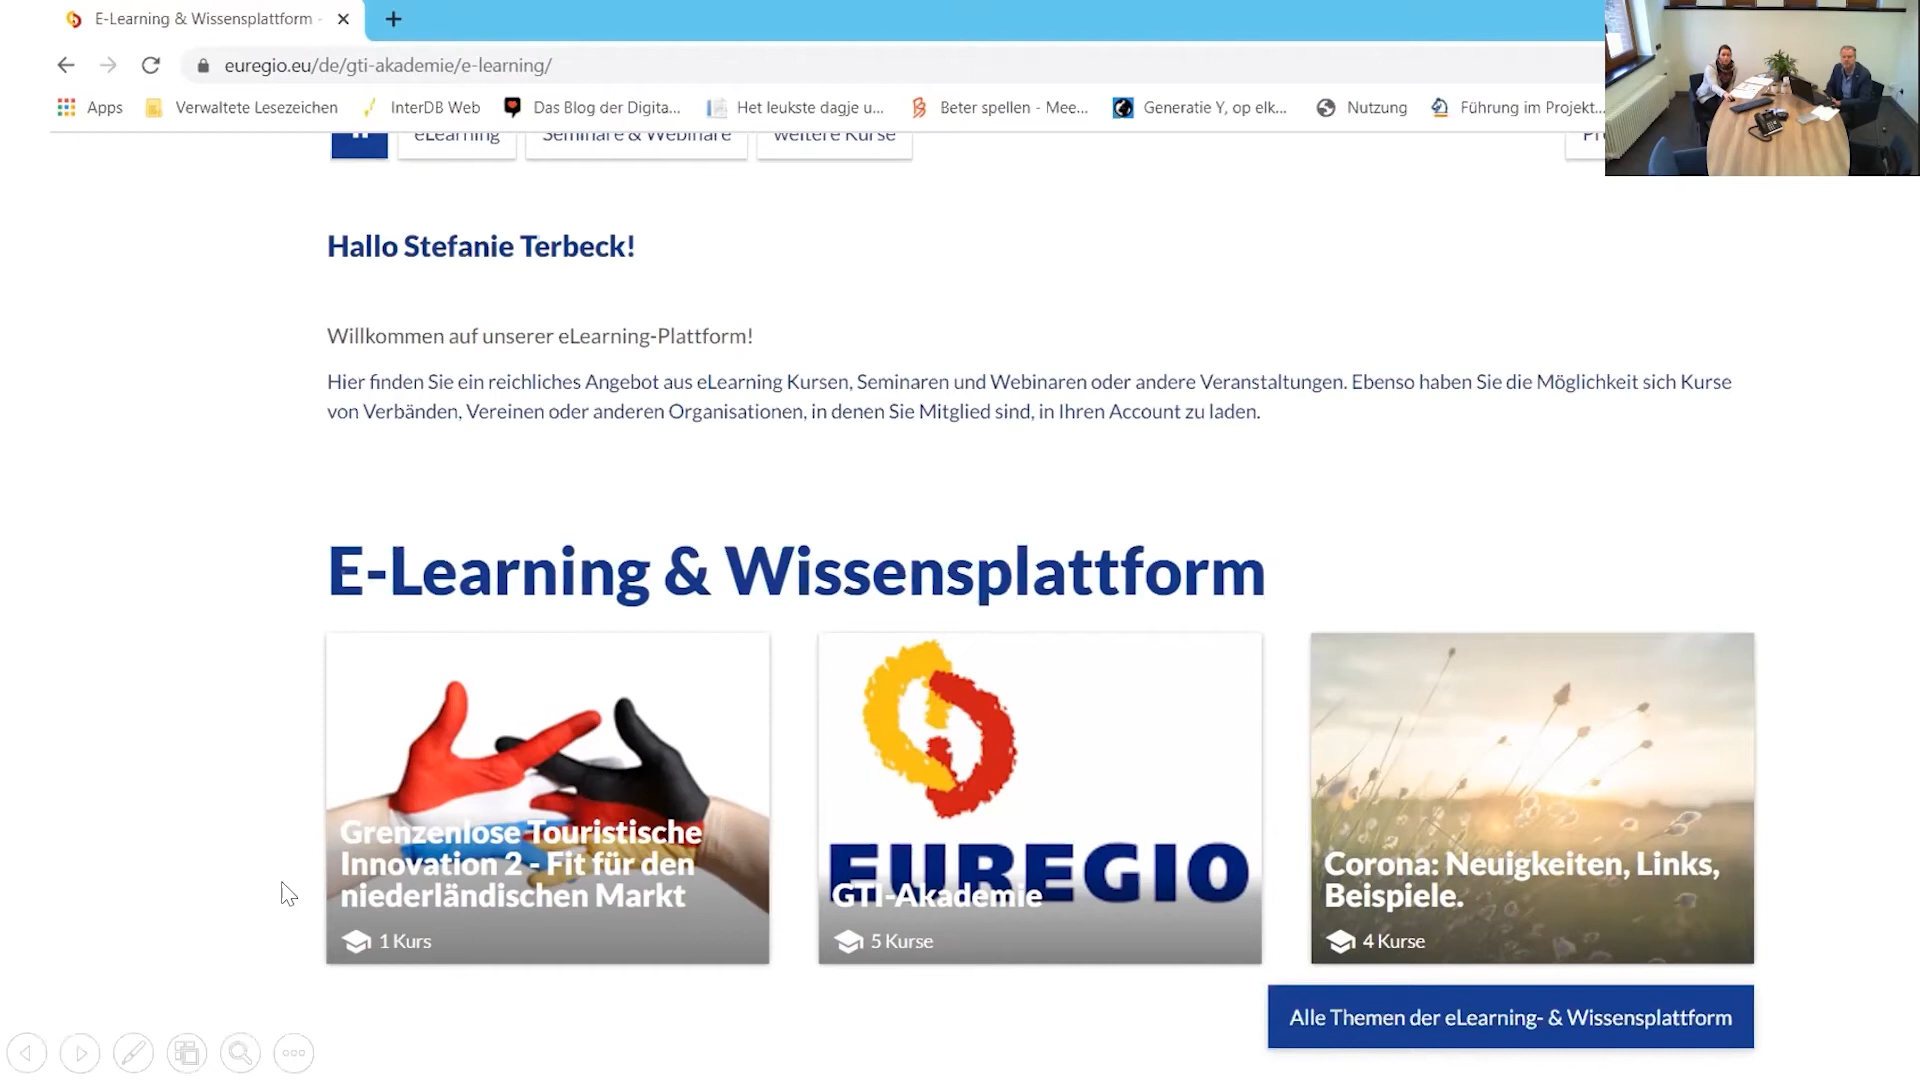 E-Learning & Wissensplattform
euregio.eu/de/gti-akademie/e-learning/
Apps
Verwaltete Lesezeichen
InterDB Web
Das Blog der Digita...
Het leukste dagje u...
Beter spellen - Mee...
Generatie Y, op elk...
Nutzung
Führung im Projekt...
eLearning
Seminare & Webinare
weitere Kurse
Hallo Stefanie Terbeck!
Willkommen auf unserer eLearning-Plattform!
Hier finden Sie ein reichliches Angebot aus eLearning Kursen, Seminaren und Webinaren oder andere Veranstaltungen. Ebenso haben Sie die Möglichkeit sich Kurse
von Verbänden, Vereinen oder anderen Organisationen, in denen Sie Mitglied sind, in Ihren Account zu laden.
E-Learning & Wissensplattform
Grenzenlose Touristische
Innovation 2 - Fit für den
niederländischen Markt
1 Kurs
EUREGIO
GTI-Akademie
5 Kurse
Corona: Neuigkeiten, Links,
Beispiele.
4 Kurse
Alle Themen der eLearning- & Wissensplattform